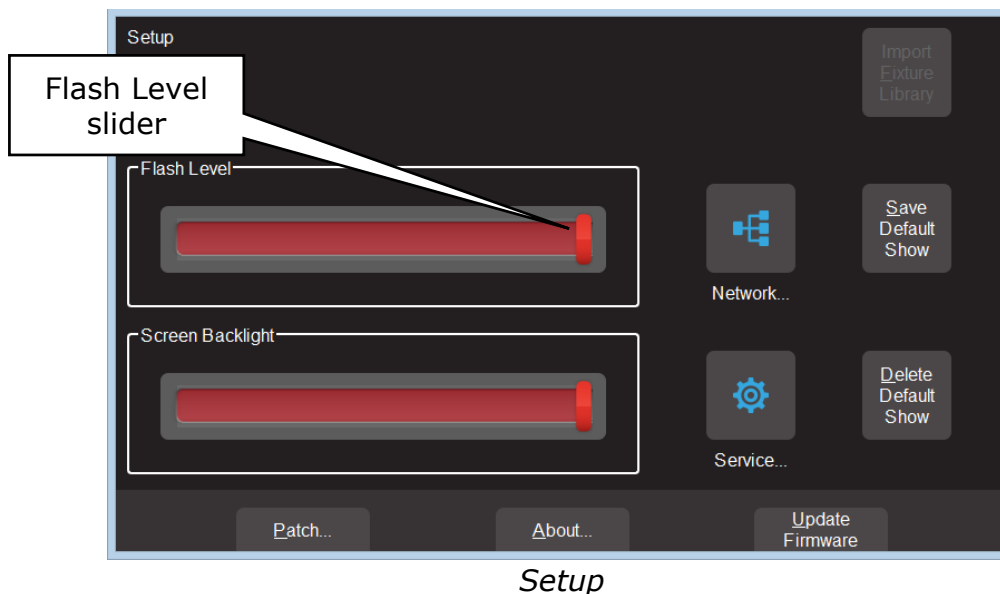 Setup
Import
Fixture
Library
Flash Level
slider
Flash Level
Save
Default
Show
Network...
Screen Backlight
Delete
Default
Show
Service...
Patch...
About...
Update
Firmware
Setup